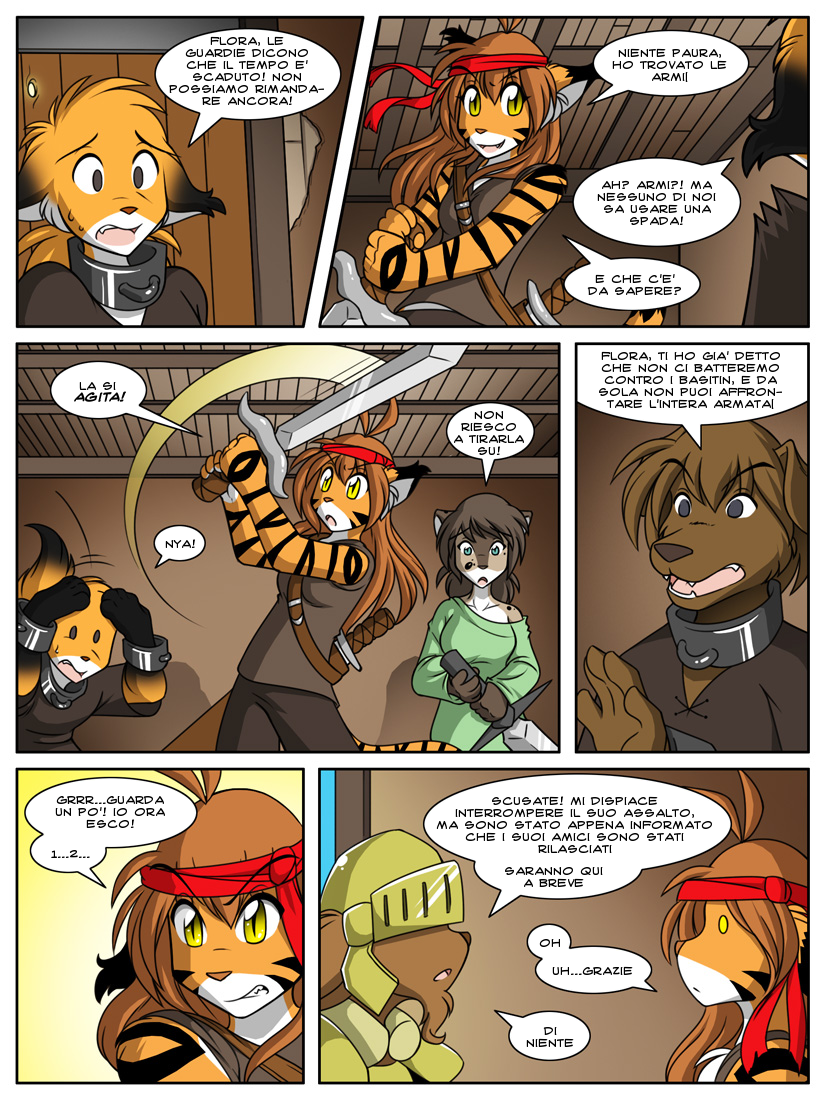 FLORA, LE
GUARDIE DICONO
CHE IL TEMPO E'
SCADUTO! NON
POSSIAMO RIMANDA-
RE ANCORA!
NIENTE PAURA,
HO TROVATO LE
ARMI[
AH? ARMI?! MA
NESSUNO DI NOI
SA USARE UNA
SPADA!
E CHE C'E'
DA SAPERE?
LA SI
AGITA!
NYA!
NON
RIESCO
A TIRARLA
SU!
FLORA, TI HO GIA' DETTO
CHE NON CI BATTEREMO
CONTRO I BASITIN, E DA
SOLA NON PUOI AFFRON-
TARE L'INTERA ARMATA[
GRRR...GUARDA
UN PO'! IO ORA
ESCO!
1...2...
SCUSATE! MI DISPIACE
INTERROMPERE IL SUO ASSALTO,
MA SONO STATO APPENA INFORMATO
CHE I SUOI AMICI SONO STATI
RILASCIATI
SARANNO QUI
A BREVE
OH
UH...GRAZIE
DI
NIENTE